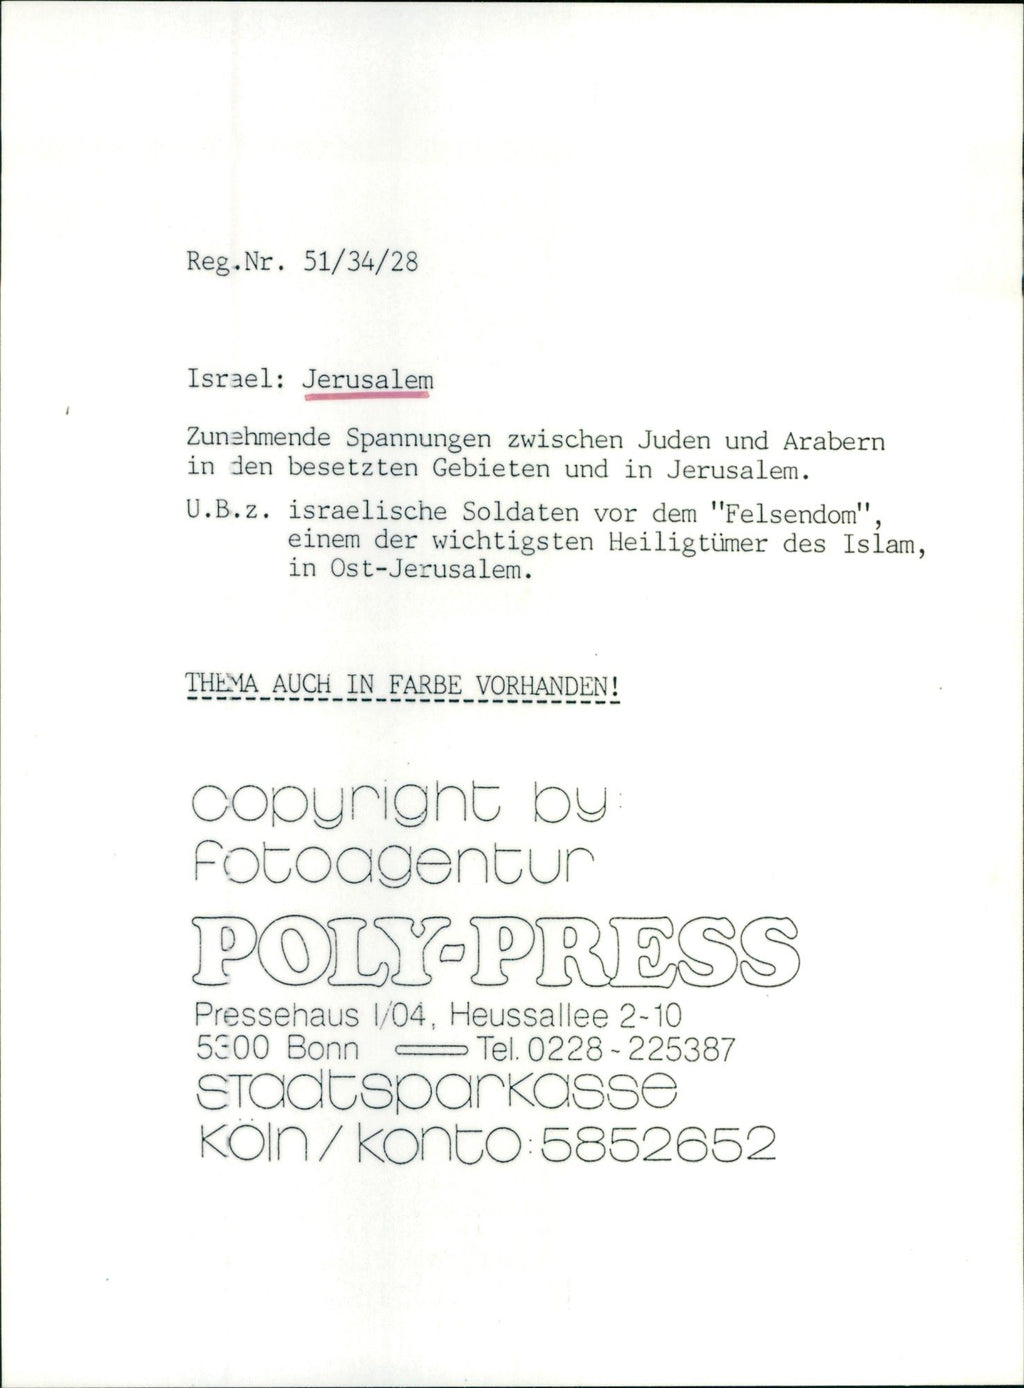 Reg.Nr. 51/34/28
Israel: Jerusalem
Zunehmende Spannungen zwischen Juden und Arabern
in den besetzten Gebieten und in Jerusalem.
U.B.z. israelische Soldaten vor dem "Felsendom",
einem der wichtigsten Heiligtümer des Islam,
in Ost-Jerusalem.
THEMA AUCH IN FARBE VORHANDEN!
copyright by:
fotoagentur
POLY-PRESS
Pressehaus I/04, Heussallee 2-10
5300 Bonn Tel. 0228-225387
Stadtsparkasse
Köln / Konto:5852652